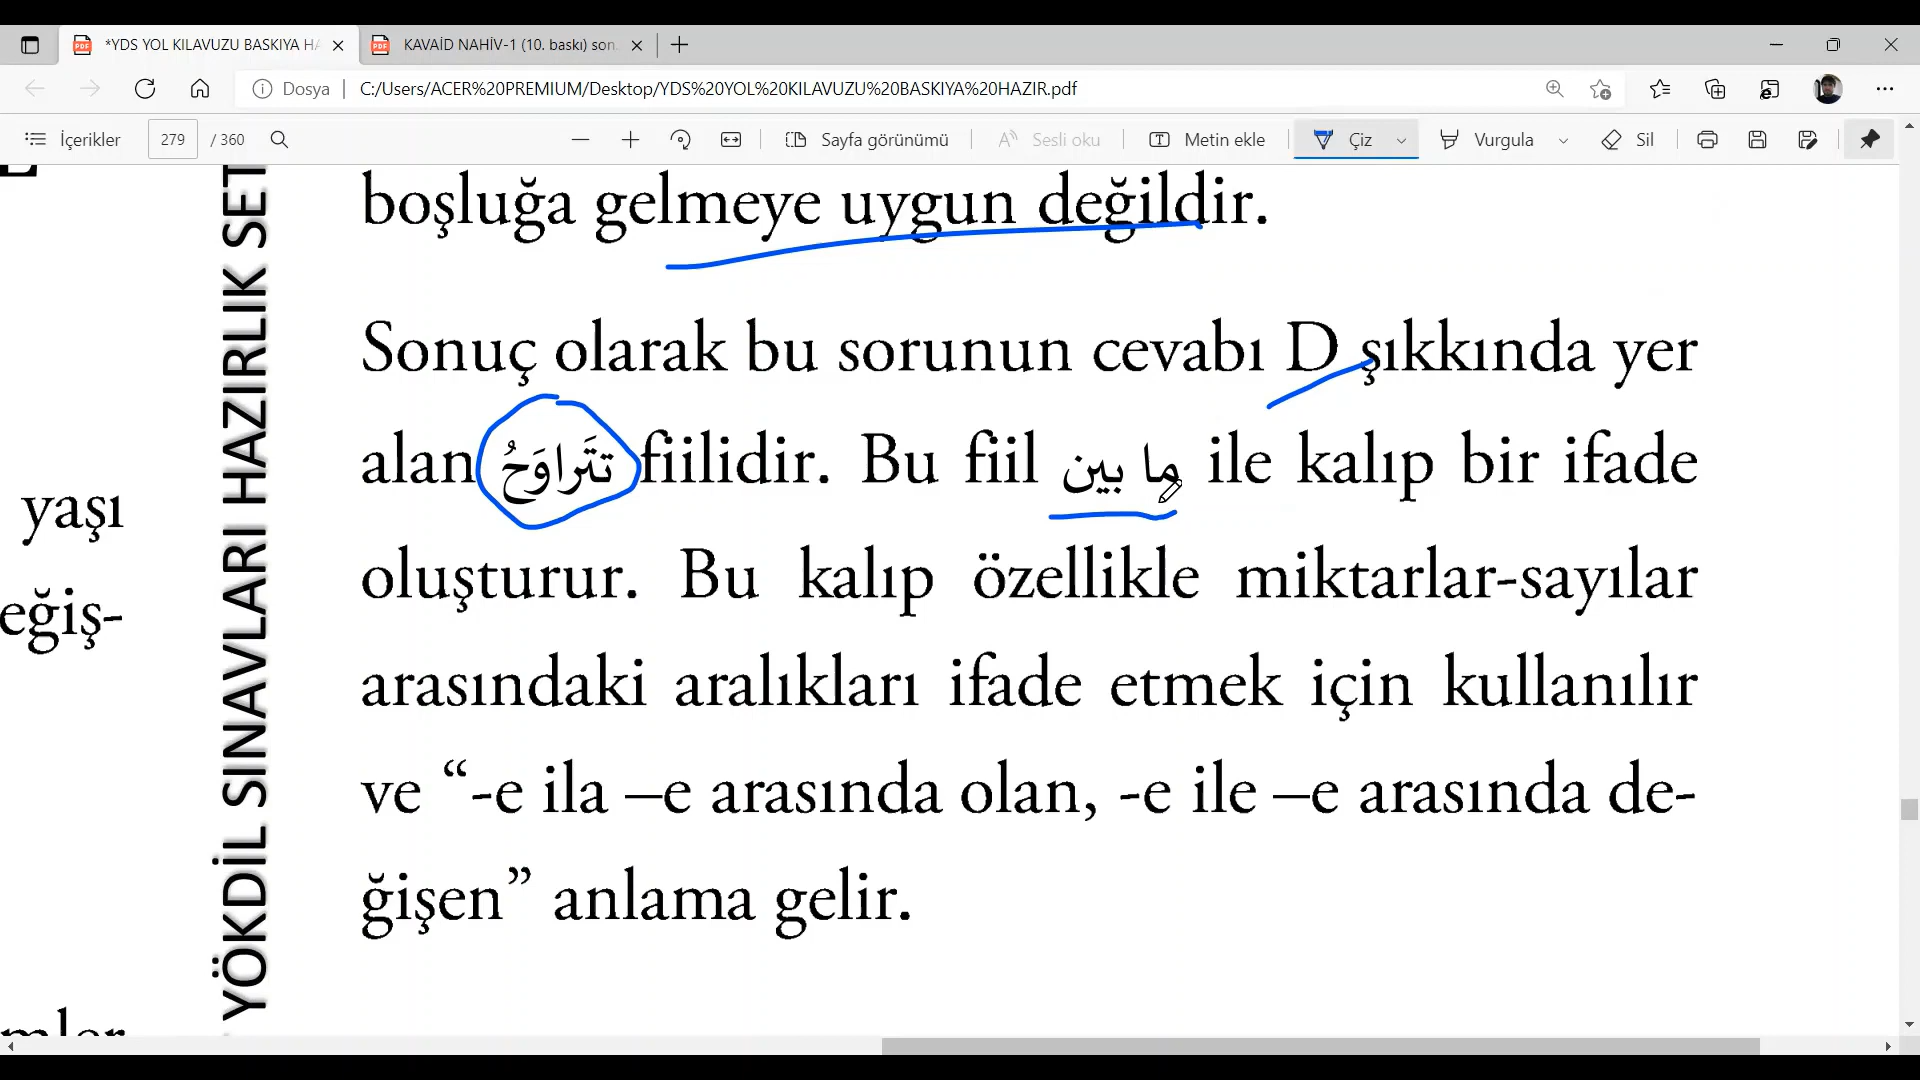 *YDS YOL KILAVUZU BASKIYA HA
KAVAİD NAHİV-1 (10. baskı) son.
Dosya
C:/Users/ACER%20PREMIUM/Desktop/YDS%20YOL%20KILAVUZU%20BASKIYA%20HAZIR.pdf
İçerikler 279 / 360 Sayfa görünümü Sesli oku Metin ekle Çiz Vurgula Sil
boşluğa gelmeye uygun değildir.
Sonuç olarak bu sorunun cevabı D şıkkında yer
alan تتَراوَحُ fiilidir. Bu fiil ما بين ile kalıp bir ifade
oluşturur. Bu kalıp özellikle miktarlar-sayılar
arasındaki aralıkları ifade etmek için kullanılır
ve “-e ila –e arasında olan, -e ile –e arasında de-
ğişen” anlama gelir.
yaşı
eğiş-
YÖKDİL SINAVLARI HAZIRLIK SET